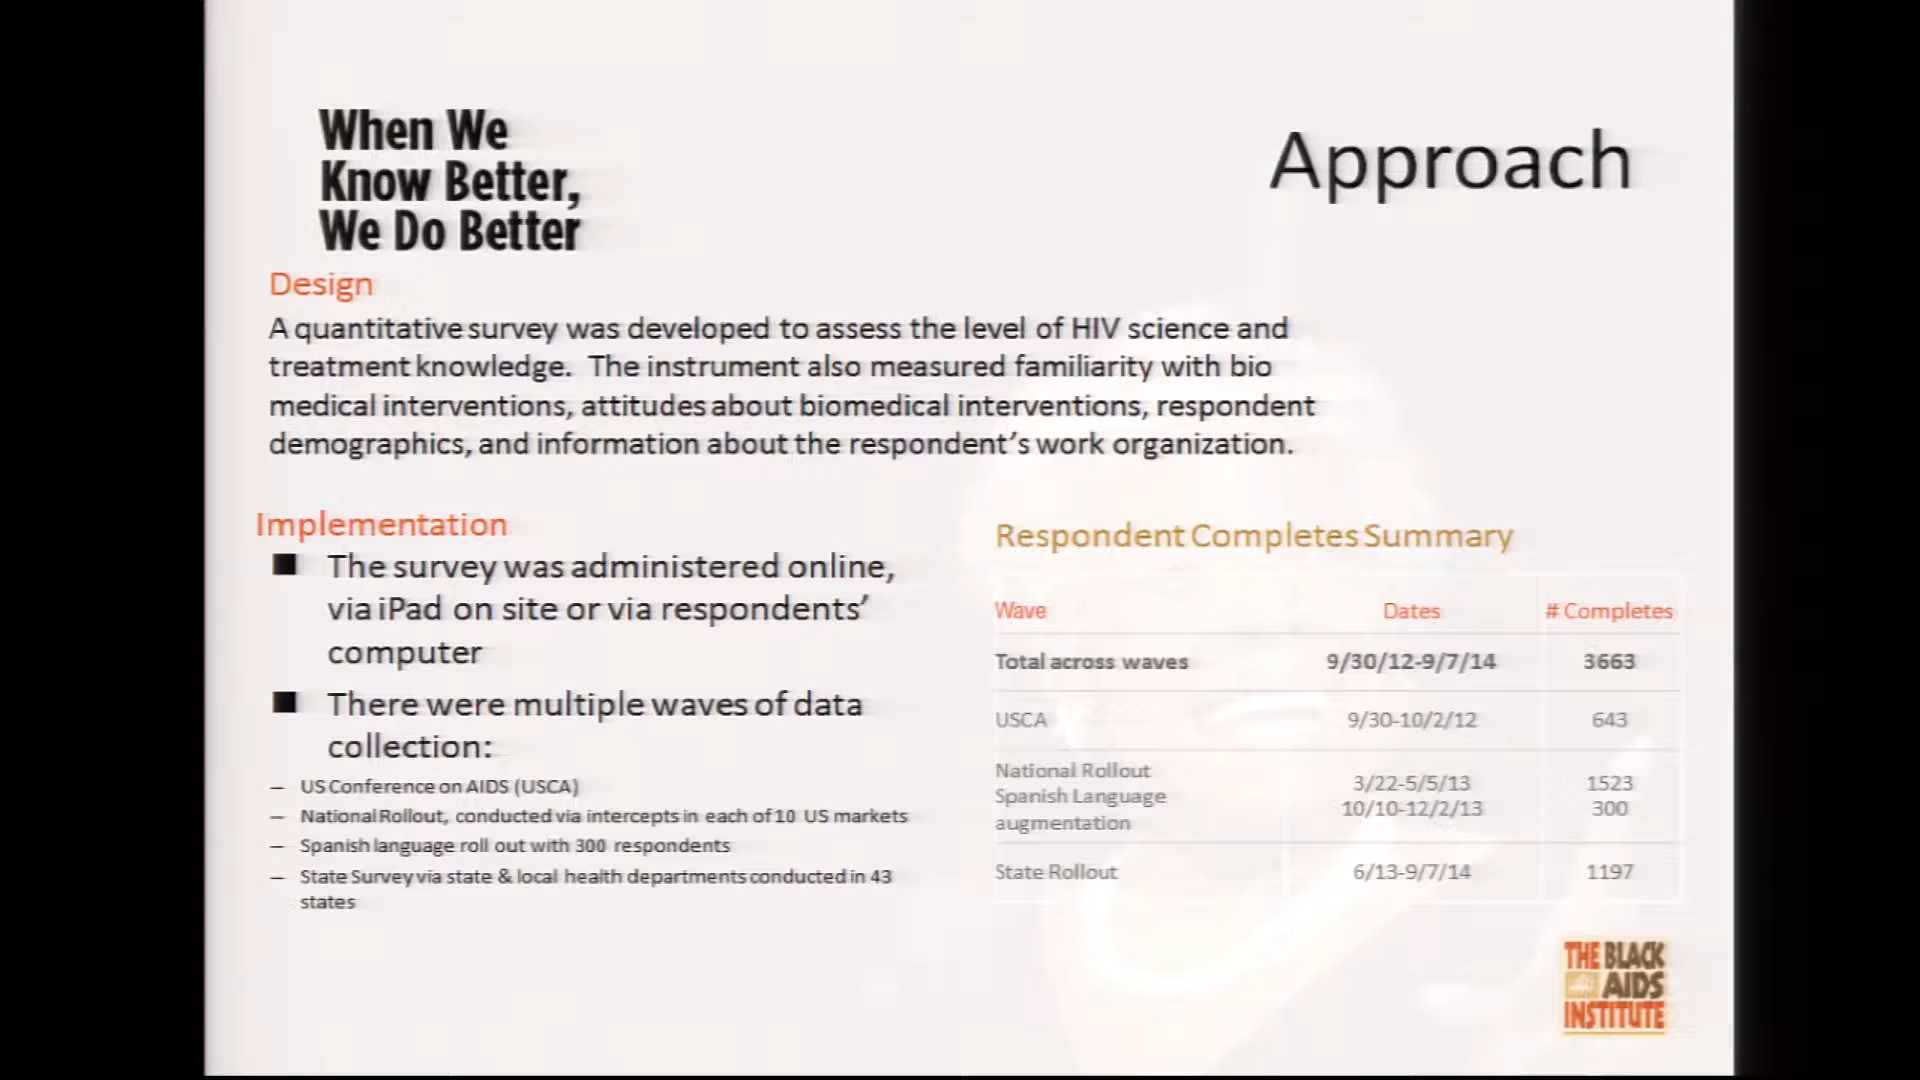 When We
Know Better,
We Do Better
Approach
Design
A quantitative survey was developed to assess the level of HIV science and
treatment knowledge. The instrument also measured familiarity with bio
medical interventions, attitudes about biomedical interventions, respondent
demographics, and information about the respondent's work organization.
Implementation
■ The survey was administered online,
via iPad on site or via respondents'
computer
■ There were multiple waves of data
collection:
– US Conference on AIDS (USCA)
– National Rollout, conducted via intercepts in each of 10 US markets
– Spanish language roll out with 300 respondents
– State Survey via state & local health departments conducted in 43
states
Respondent Completes Summary
Wave Dates # Completes
Total across waves 9/30/12-9/7/14 3663
USCA 9/30-10/2/12 643
National Rollout 3/22-5/5/13 1523
Spanish Language 10/10-12/2/13 300
augmentation
State Rollout 6/13-9/7/14 1197
THE BLACK
AIDS
INSTITUTE